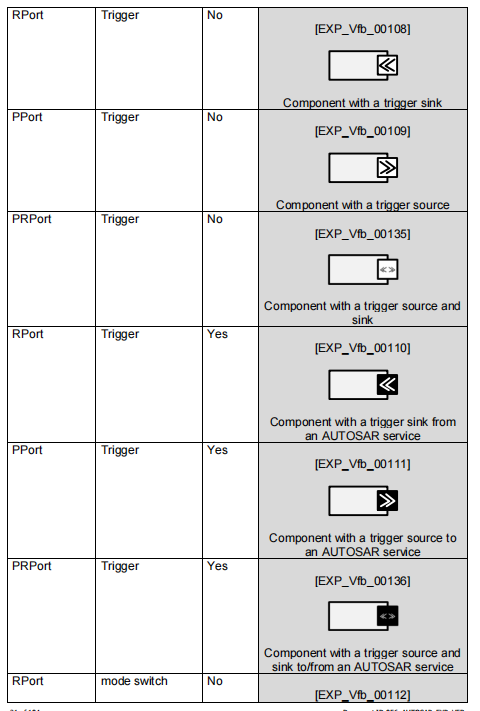 RPort Trigger No
[EXP_Vfb_00108]
Component with a trigger sink
PPort Trigger No
[EXP_Vfb_00109]
Component with a trigger source
PRPort Trigger No
[EXP_Vfb_00135]
Component with a trigger source and
sink
RPort Trigger Yes
[EXP_Vfb_00110]
Component with a trigger sink from
an AUTOSAR service
PPort Trigger Yes
[EXP_Vfb_00111]
Component with a trigger source to
an AUTOSAR service
PRPort Trigger Yes
[EXP_Vfb_00136]
Component with a trigger source and
sink to/from an AUTOSAR service
RPort mode switch No
[EXP_Vfb_00112]